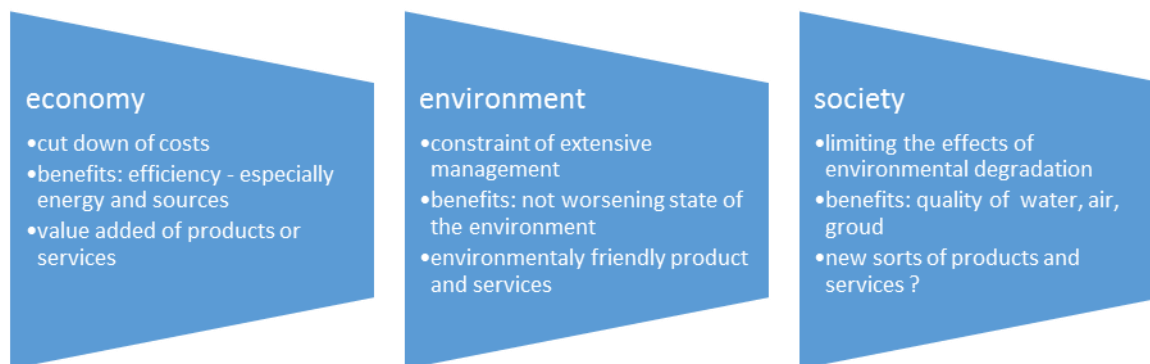 economy
•cut down of costs
•benefits: efficiency - especially
energy and sources
•value added of products or
services
environment
•constraint of extensive
management
•benefits: not worsening state of
the environment
•environmentaly friendly product
and services
society
•limiting the effects of
environmental degradation
•benefits: quality of water, air,
groud
•new sorts of products and
services ?